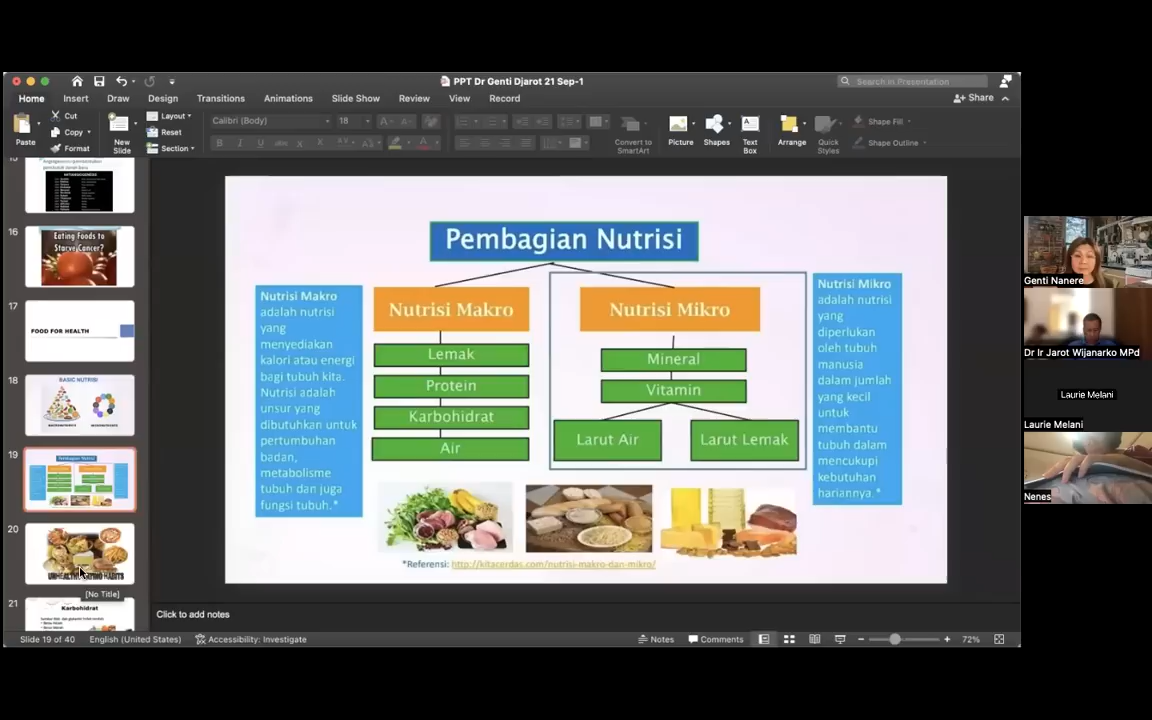 PPT Dr Genti Djarot 21 Sep-1
Search in Presentation
Home Insert Draw Design Transitions Animations Slide Show Review View Record
Share
Paste
Cut
Copy
Format
New
Slide
Layout
Reset
Section
Calibri (Body) 18
Convert to
SmartArt
Picture
Shapes
Text
Box
Arrange
Quick
Styles
Shape Fill
Shape Outline
16
Eating Foods to
Starve Cancer?
17
FOOD FOR HEALTH
18
BASIC NUTRISI
19
20
[No Title]
21
Karbohidrat
Pembagian Nutrisi
Nutrisi Makro
adalah nutrisi
yang
menyediakan
kalori atau energi
bagi tubuh kita.
Nutrisi adalah
unsur yang
dibutuhkan untuk
pertumbuhan
badan,
metabolisme
tubuh dan juga
fungsi tubuh.*
Nutrisi Makro
Lemak
Protein
Karbohidrat
Air
Nutrisi Mikro
Mineral
Vitamin
Larut Air
Larut Lemak
Nutrisi Mikro
adalah nutrisi
yang
diperlukan
oleh tubuh
manusia
dalam jumlah
yang kecil
untuk
membantu
tubuh dalam
mencukupi
kebutuhan
hariannya.*
*Referensi: http://kitacerdas.com/nutrisi-makro-dan-mikro/
Click to add notes
Slide 19 of 40 English (United States) Accessibility: Investigate
Notes Comments 72%
Genti Nanere
Dr Ir Jarot Wijanarko MPd
Laurie Melani
Laurie Melani
Nenes